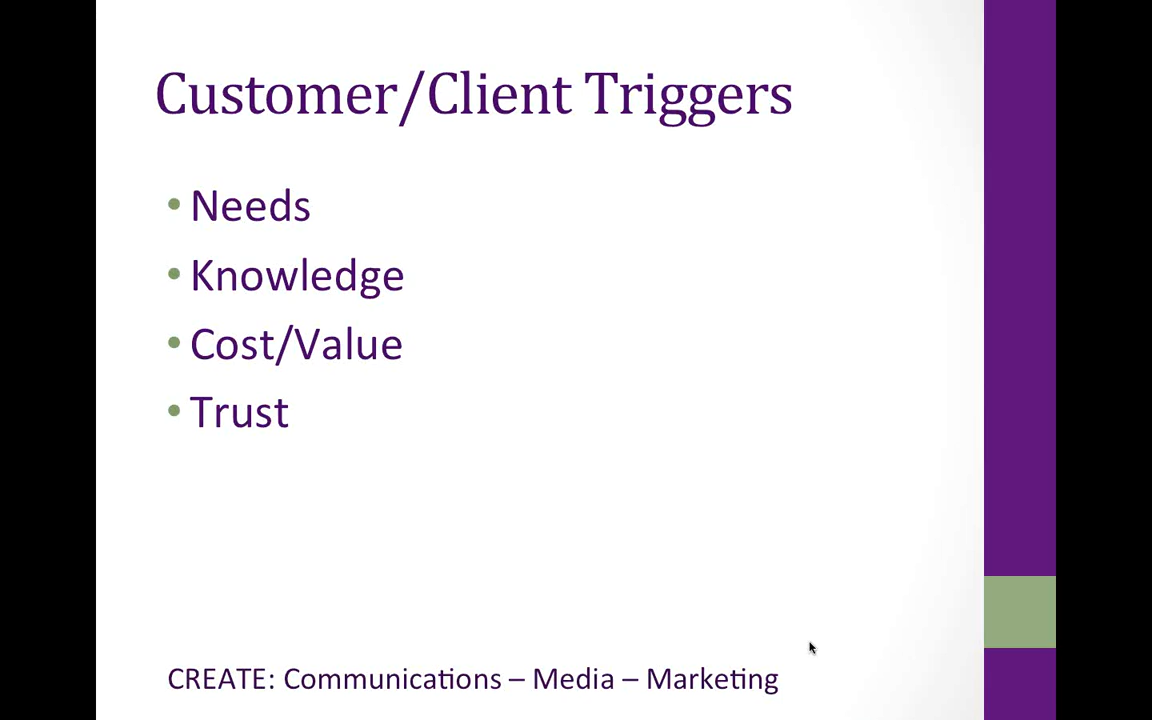 Customer/Client Triggers
• Needs
• Knowledge
• Cost/Value
• Trust
CREATE: Communications – Media – Marketing